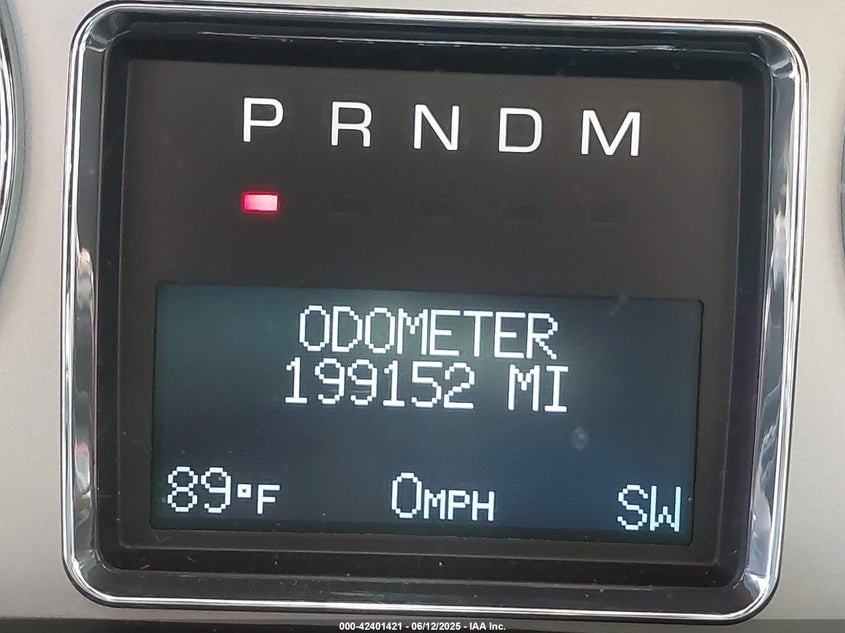 P R N D M
ODOMETER
199152 MI
89°F 0MPH SW
000-42401421 - 06/12/2025 - IAA Inc.